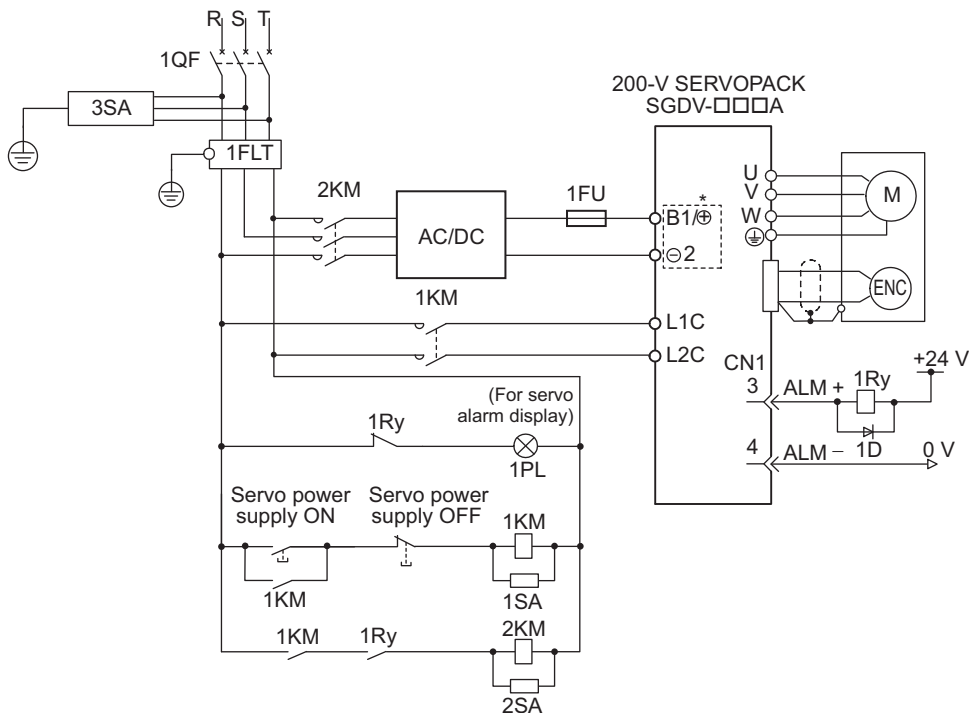 R S T
1QF
3SA
1FLT
2KM
AC/DC
1FU
200-V SERVOPACK
SGDV-□□□A
B1/⊕ *
⊖2
U
V
W
M
ENC
1KM
L1C
L2C
CN1
3
ALM +
1Ry
+24 V
1D
4
ALM –
0 V
(For servo
alarm display)
1Ry
1PL
Servo power
supply ON
Servo power
supply OFF
1KM
1KM
1SA
1KM
1Ry
2KM
2SA